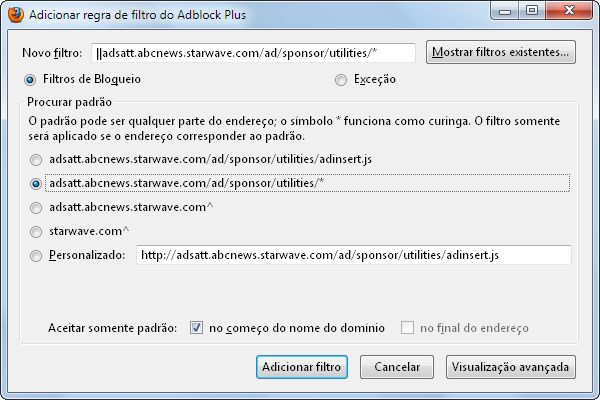 Adicionar regra de filtro do Adblock Plus
Novo filtro: ||adsatt.abcnews.starwave.com/ad/sponsor/utilities/* Mostrar filtros existentes...
Filtros de Bloqueio Exceção
Procurar padrão
O padrão pode ser qualquer parte do endereço; o símbolo * funciona como curinga. O filtro somente
será aplicado se o endereço corresponder ao padrão.
adsatt.abcnews.starwave.com/ad/sponsor/utilities/adinsert.js
adsatt.abcnews.starwave.com/ad/sponsor/utilities/*
adsatt.abcnews.starwave.com^
starwave.com^
Personalizado: http://adsatt.abcnews.starwave.com/ad/sponsor/utilities/adinsert.js
Aceitar somente padrão: no começo do nome do domínio no final do endereço
Adicionar filtro Cancelar Visualização avançada